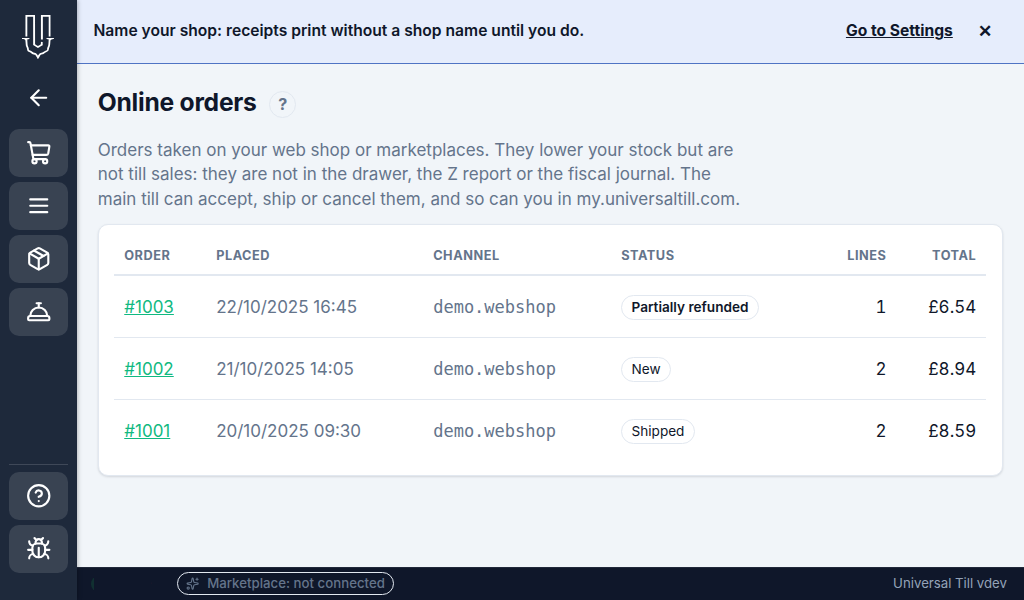 Name your shop: receipts print without a shop name until you do. Go to Settings ✕
Online orders ?
Orders taken on your web shop or marketplaces. They lower your stock but are
not till sales: they are not in the drawer, the Z report or the fiscal journal. The
main till can accept, ship or cancel them, and so can you in my.universaltill.com.
ORDER PLACED CHANNEL STATUS LINES TOTAL
#1003 22/10/2025 16:45 demo.webshop Partially refunded 1 £6.54
#1002 21/10/2025 14:05 demo.webshop New 2 £8.94
#1001 20/10/2025 09:30 demo.webshop Shipped 2 £8.59
Marketplace: not connected Universal Till vdev